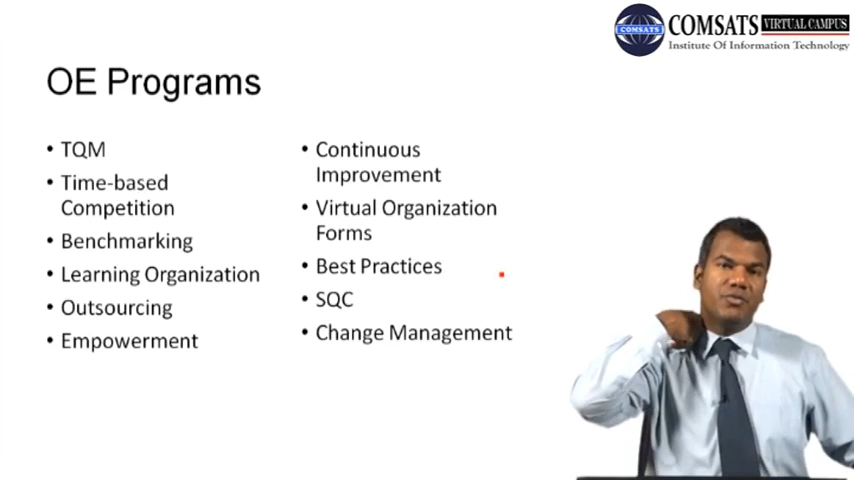 COMSATS VIRTUAL CAMPUS
COMSATS
Institute Of Information Technology
OE Programs
• TQM
• Time-based
Competition
• Benchmarking
• Learning Organization
• Outsourcing
• Empowerment
• Continuous
Improvement
• Virtual Organization
Forms
• Best Practices
• SQC
• Change Management